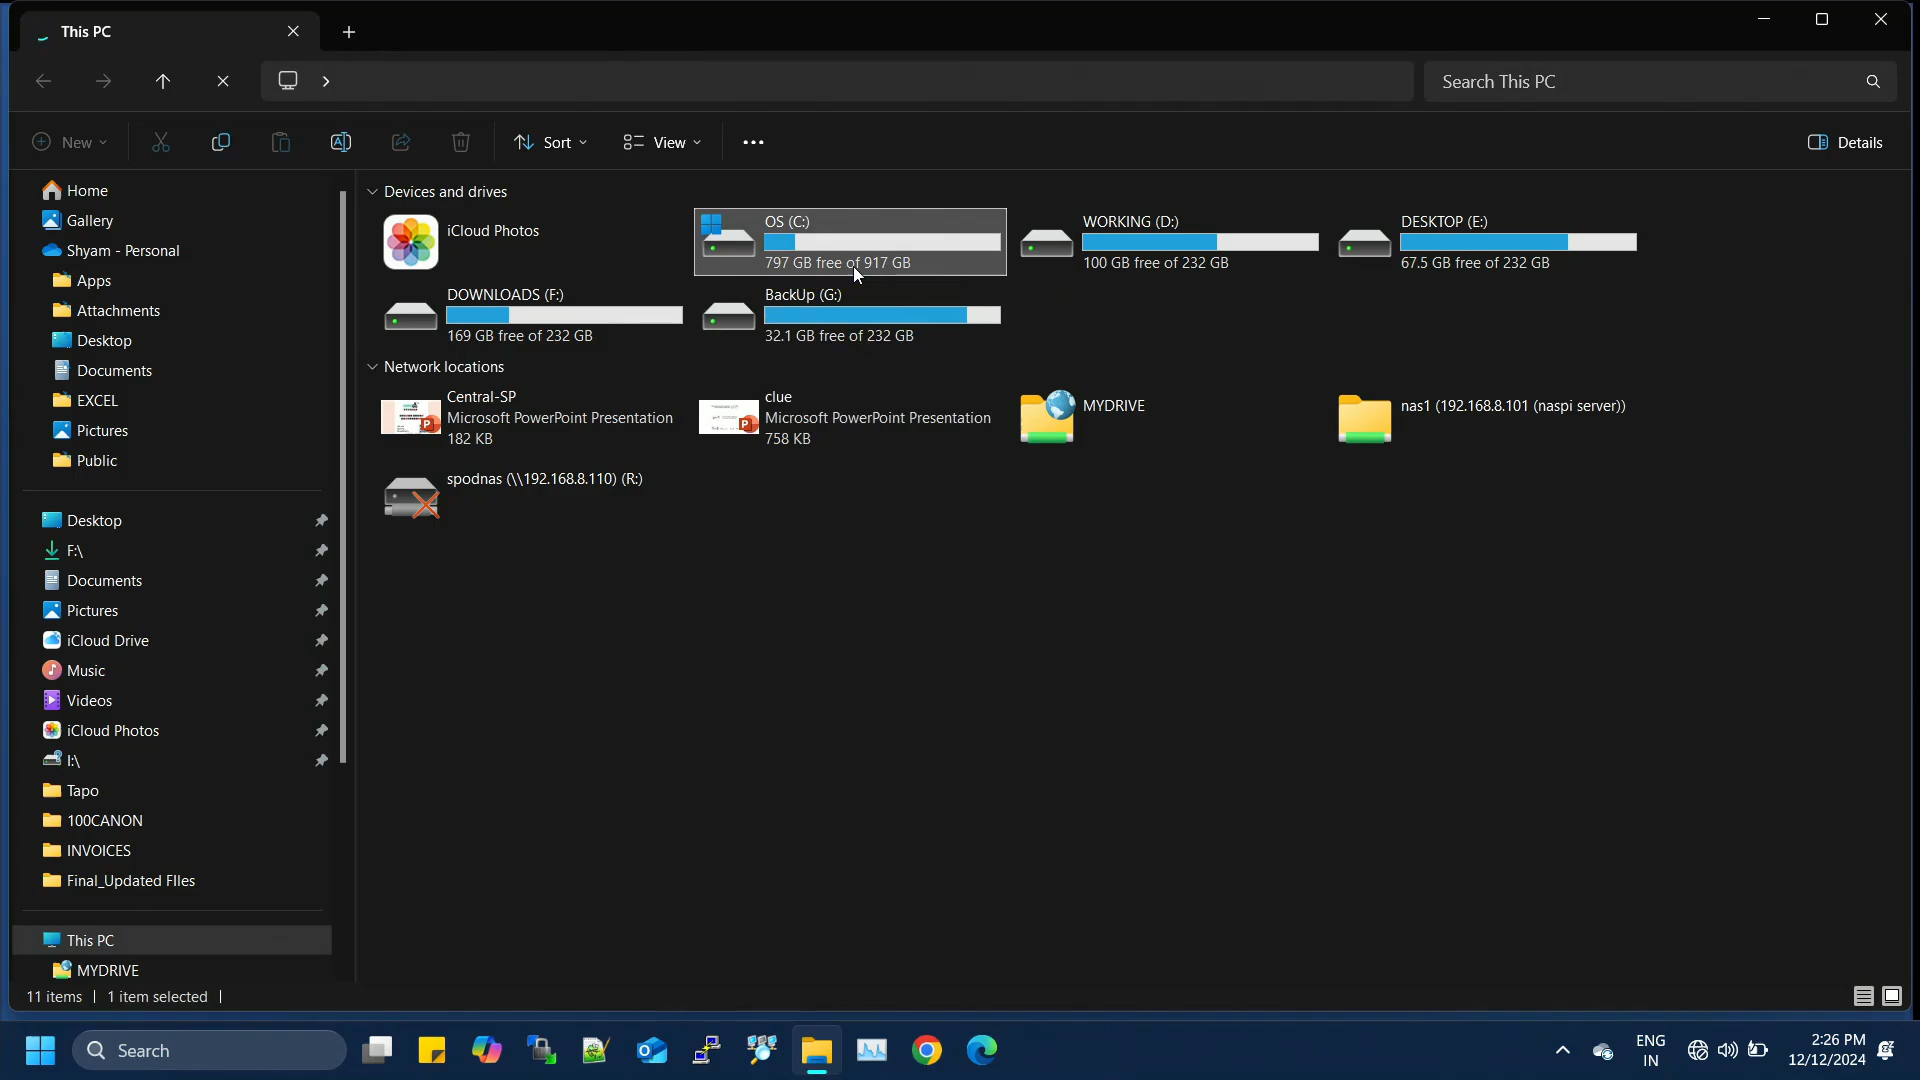 This PC
Search This PC
New
Sort
View
Details
Home
Gallery
Shyam - Personal
Apps
Attachments
Desktop
Documents
EXCEL
Pictures
Public
Desktop
F:\
Documents
Pictures
iCloud Drive
Music
Videos
iCloud Photos
I:\
Tapo
100CANON
INVOICES
Final_Updated FIles
This PC
MYDRIVE
Devices and drives
iCloud Photos
OS (C:)
797 GB free of 917 GB
WORKING (D:)
100 GB free of 232 GB
DESKTOP (E:)
67.5 GB free of 232 GB
DOWNLOADS (F:)
169 GB free of 232 GB
BackUp (G:)
32.1 GB free of 232 GB
Network locations
Central-SP
Microsoft PowerPoint Presentation
182 KB
clue
Microsoft PowerPoint Presentation
758 KB
MYDRIVE
nas1 (192.168.8.101 (naspi server))
spodnas (\\192.168.8.110) (R:)
11 items
1 item selected
Search
ENG
IN
2:26 PM
12/12/2024